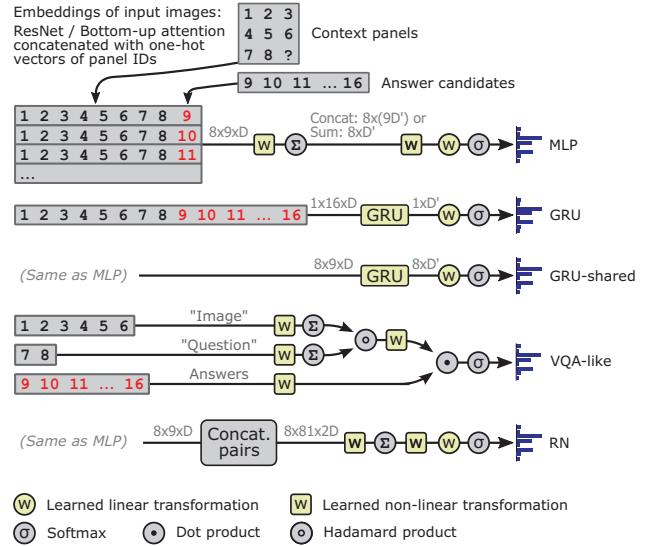 Embeddings of input images:
ResNet / Bottom-up attention
concatenated with one-hot
vectors of panel IDs
1 2 3
4 5 6
7 8 ?
Context panels
9 10 11 ... 16
Answer candidates
1 2 3 4 5 6 7 8 9
1 2 3 4 5 6 7 8 10
1 2 3 4 5 6 7 8 11
...
8x9xD
W
Σ
Concat: 8x(9D') or
Sum: 8xD'
W
W
σ
MLP
1 2 3 4 5 6 7 8 9 10 11 ... 16
1x16xD
GRU
1xD'
W
σ
GRU
(Same as MLP)
8x9xD
GRU
8xD'
W
σ
GRU-shared
1 2 3 4 5 6
"Image"
W
Σ
7 8
"Question"
W
Σ
W
9 10 11 ... 16
Answers
W
σ
VQA-like
(Same as MLP)
8x9xD
Concat.
pairs
8x81x2D
W
Σ
W
W
σ
RN
W Learned linear transformation
W Learned non-linear transformation
σ Softmax
Dot product
Hadamard product